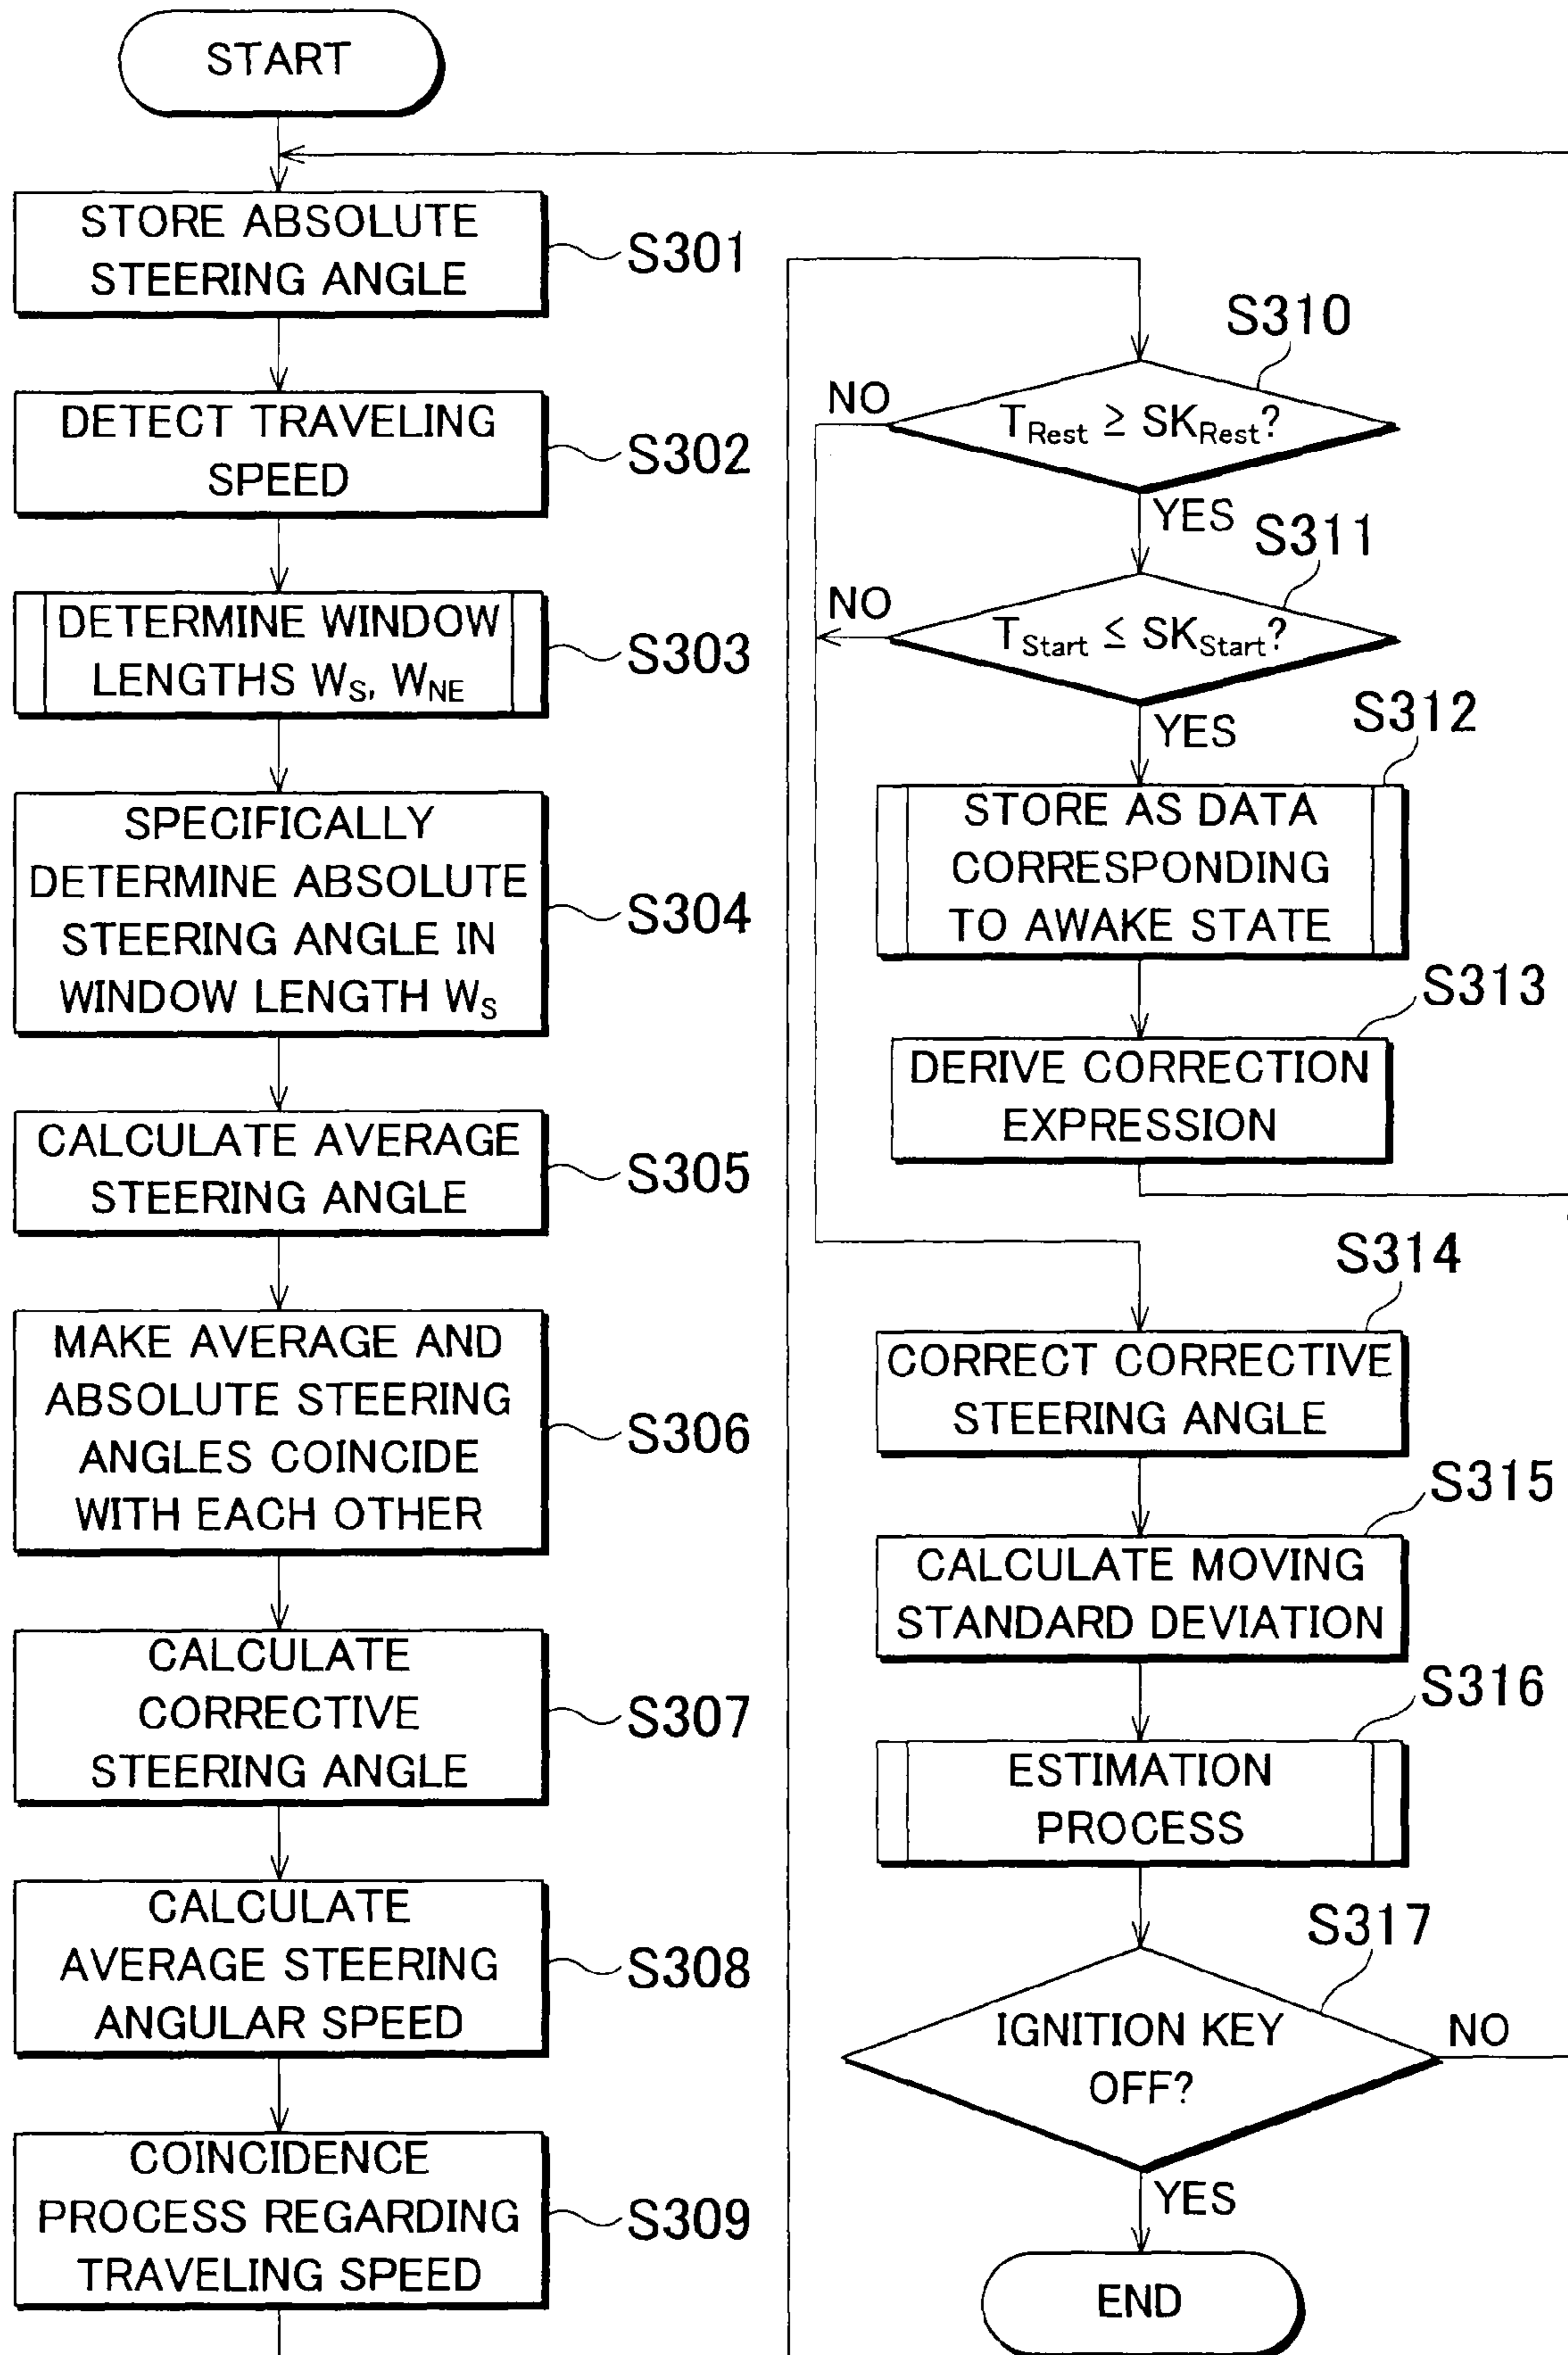 START
STORE ABSOLUTE
STEERING ANGLE
S301
DETECT TRAVELING
SPEED
S302
DETERMINE WINDOW
LENGTHS WS, WNE
S303
SPECIFICALLY
DETERMINE ABSOLUTE
STEERING ANGLE IN
WINDOW LENGTH WS
S304
CALCULATE AVERAGE
STEERING ANGLE
S305
MAKE AVERAGE AND
ABSOLUTE STEERING
ANGLES COINCIDE
WITH EACH OTHER
S306
CALCULATE
CORRECTIVE
STEERING ANGLE
S307
CALCULATE
AVERAGE STEERING
ANGULAR SPEED
S308
COINCIDENCE
PROCESS REGARDING
TRAVELING SPEED
S309
S310
NO
TRest ≥ SKRest?
YES
S311
NO
TStart ≤ SKStart?
YES
S312
STORE AS DATA
CORRESPONDING
TO AWAKE STATE
S313
DERIVE CORRECTION
EXPRESSION
S314
CORRECT CORRECTIVE
STEERING ANGLE
S315
CALCULATE MOVING
STANDARD DEVIATION
S316
ESTIMATION
PROCESS
S317
IGNITION KEY
OFF?
NO
YES
END